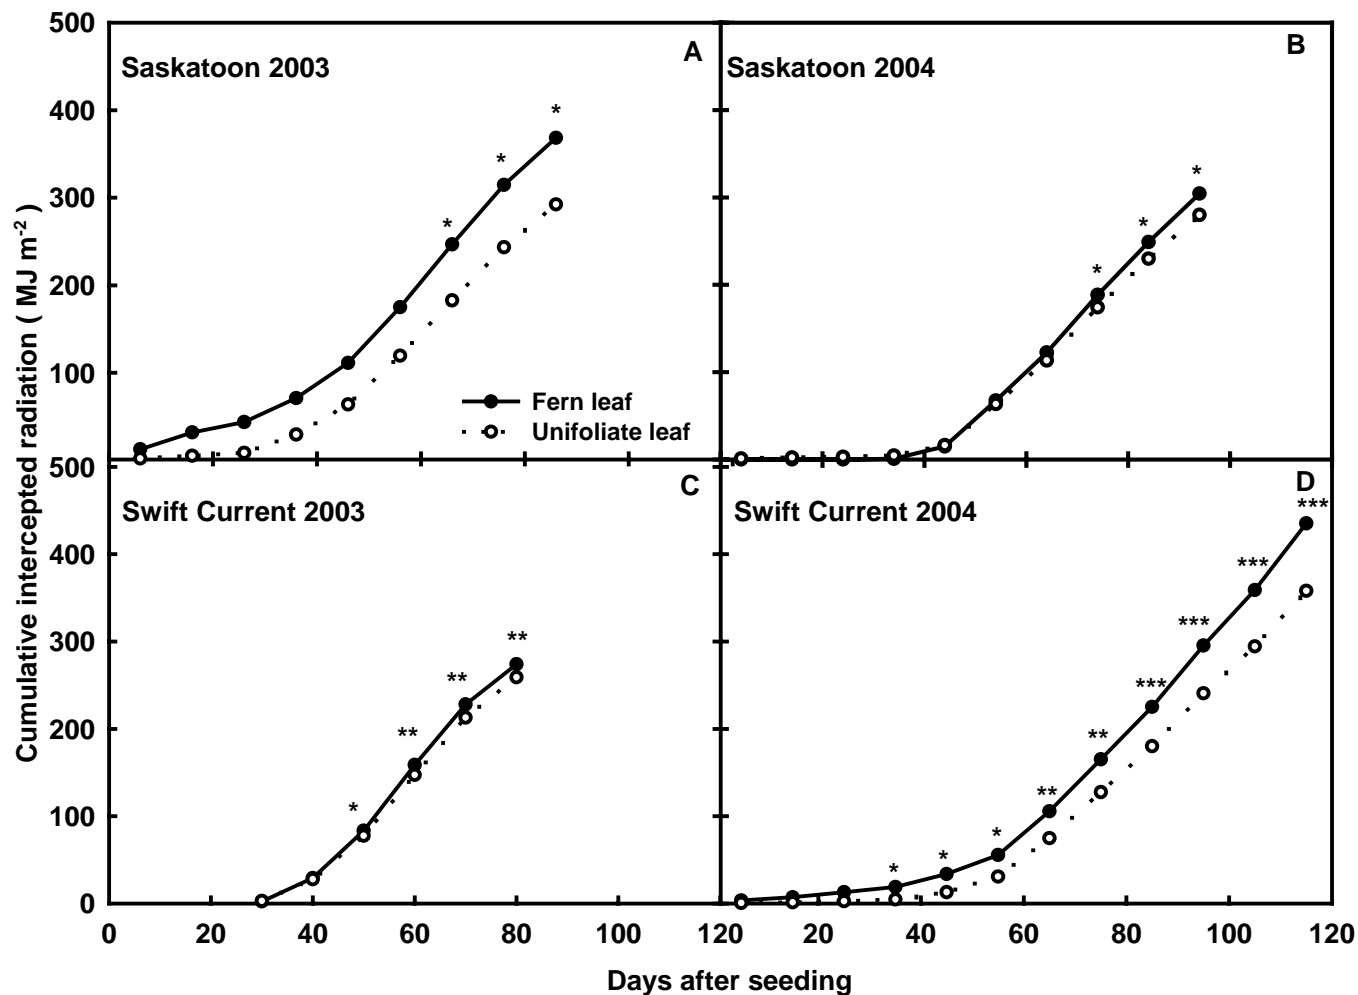 500
400
300
200
100
Saskatoon 2003
A
*
*
*
Fern leaf
Unifoliate leaf
Saskatoon 2004
B
*
*
*
*
500
400
300
200
100
0
Swift Current 2003
C
*
**
**
**
Swift Current 2004
D
*
*
*
**
**
***
***
***
***
0 20 40 60 80 100 120 20 40 60 80 100 120
Days after seeding
Cumulative intercepted radiation ( MJ m-2 )